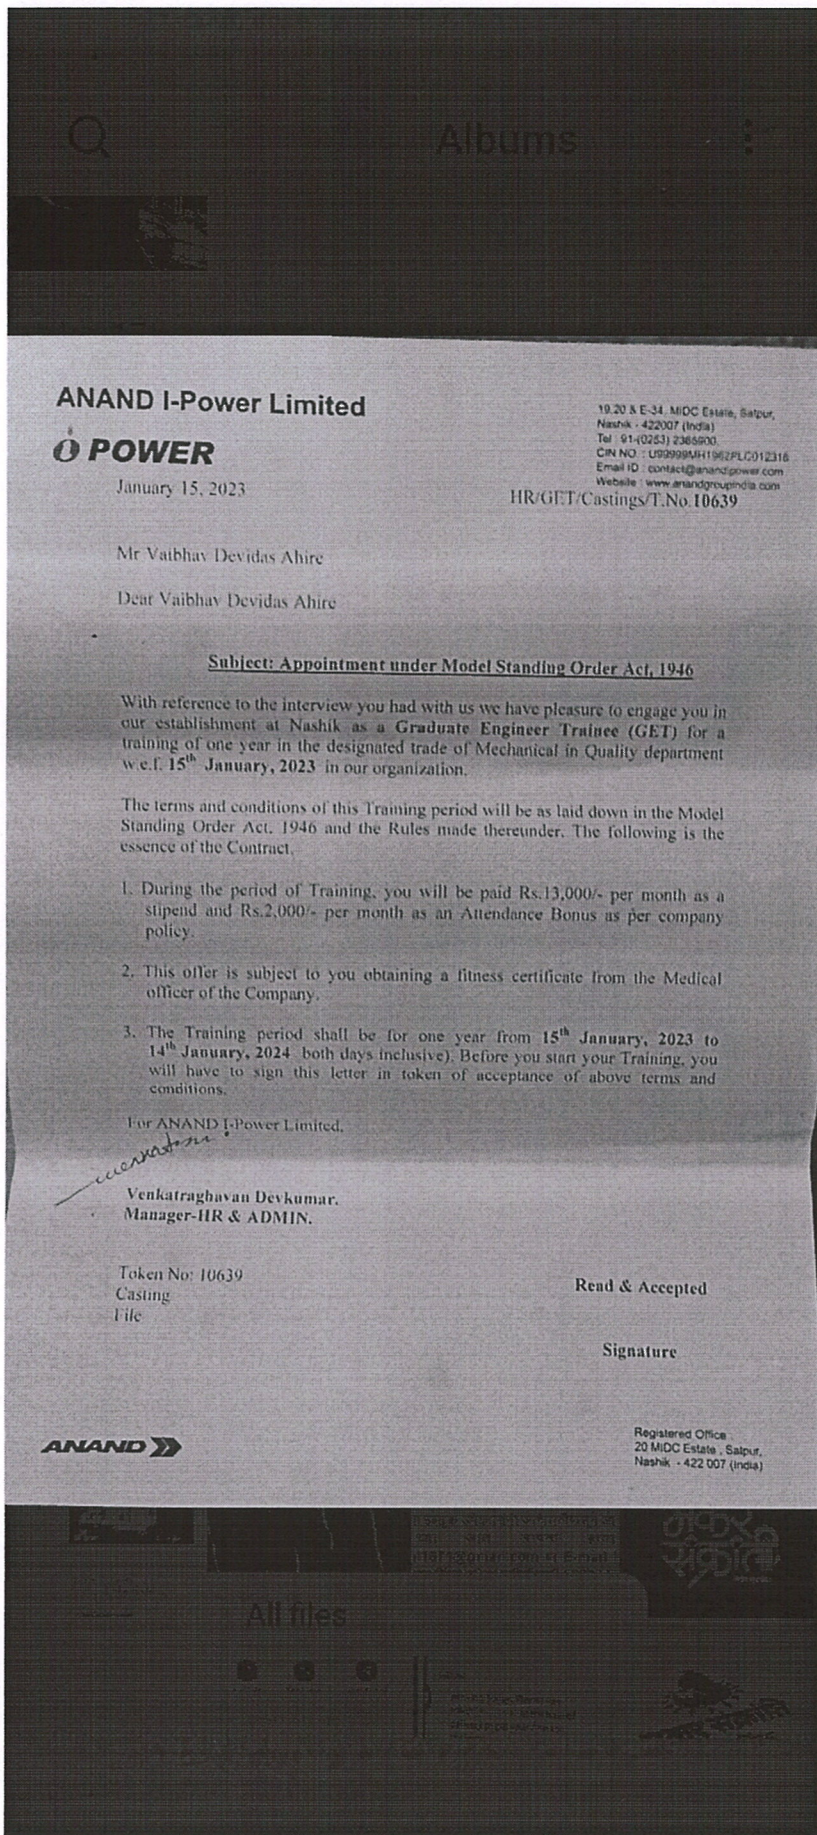 Albums
ANAND I-Power Limited
POWER
19,20 & E-34, MIDC Estate, Satpur,
Nashik - 422007 (India)
Tel : 91-(0253) 2366900,
CIN NO. : U99999MH1962PLC012316
Email ID : contact@anandipower.com
Website : www.anandgroupindia.com
January 15, 2023
HR/GET/Castings/T.No.10639
Mr Vaibhav Devidas Ahire
Dear Vaibhav Devidas Ahire
Subject: Appointment under Model Standing Order Act, 1946
With reference to the interview you had with us we have pleasure to engage you in
our establishment at Nashik as a Graduate Engineer Trainee (GET) for a
training of one year in the designated trade of Mechanical in Quality department
w.e.f. 15th January, 2023 in our organization.
The terms and conditions of this Training period will be as laid down in the Model
Standing Order Act. 1946 and the Rules made thereunder. The following is the
essence of the Contract.
1. During the period of Training, you will be paid Rs.13,000/- per month as a
stipend and Rs.2,000/- per month as an Attendance Bonus as per company
policy.
2. This offer is subject to you obtaining a fitness certificate from the Medical
officer of the Company.
3. The Training period shall be for one year from 15th January, 2023 to
14th January, 2024 both days inclusive). Before you start your Training, you
will have to sign this letter in token of acceptance of above terms and
conditions.
For ANAND I-Power Limited.
Venkatraghavan Devkumar.
Manager-HR & ADMIN.
Token No: 10639
Casting
File
Read & Accepted
Signature
ANAND
Registered Office :
20 MIDC Estate , Satpur,
Nashik - 422 007 (India)
मकर
संक्रांती
All files